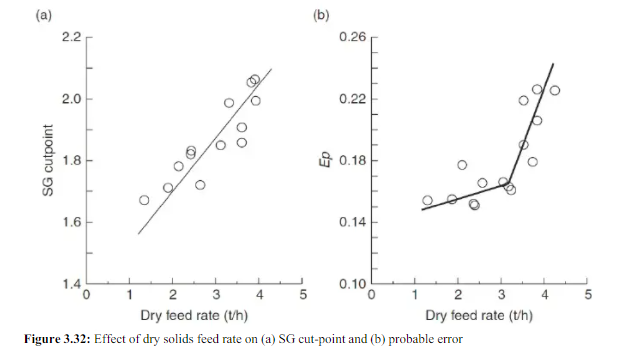 (a)
2.2
2.0
1.8
1.6
1.4
SG cutpoint
0 1 2 3 4 5
Dry feed rate (t/h)
(b)
0.26
0.22
0.18
0.14
0.10
Ep
0 1 2 3 4 5
Dry feed rate (t/h)
Figure 3.32: Effect of dry solids feed rate on (a) SG cut-point and (b) probable error